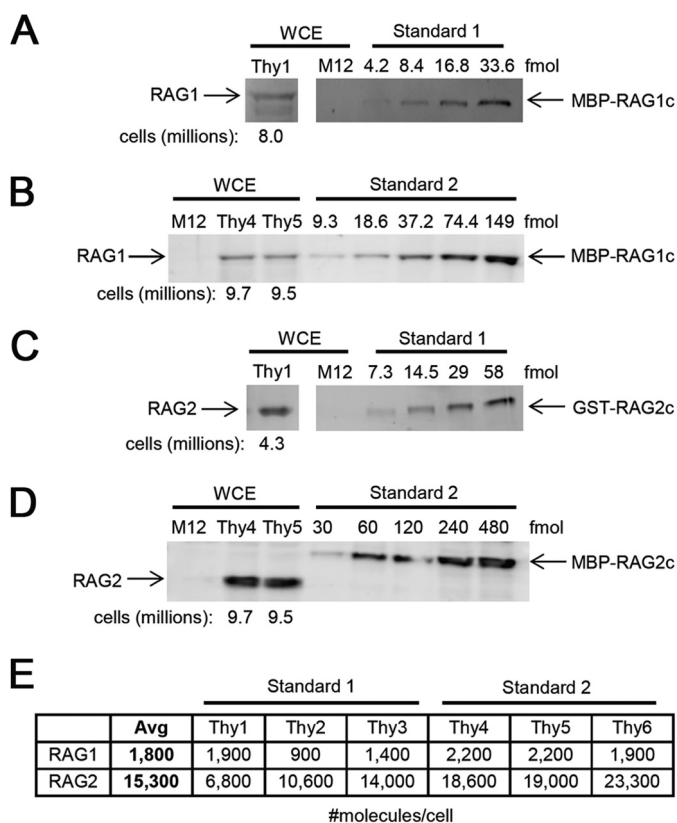 A
WCE Standard 1
Thy1 M12 4.2 8.4 16.8 33.6 fmol
RAG1 MBP-RAG1c
cells (millions): 8.0
B
WCE Standard 2
M12 Thy4 Thy5 9.3 18.6 37.2 74.4 149 fmol
RAG1 MBP-RAG1c
cells (millions): 9.7 9.5
C
WCE Standard 1
Thy1 M12 7.3 14.5 29 58 fmol
RAG2 GST-RAG2c
cells (millions): 4.3
D
WCE Standard 2
M12 Thy4 Thy5 30 60 120 240 480 fmol
MBP-RAG2c
RAG2
cells (millions): 9.7 9.5
E
Standard 1 Standard 2
Avg Thy1 Thy2 Thy3 Thy4 Thy5 Thy6
RAG1 1,800 1,900 900 1,400 2,200 2,200 1,900
RAG2 15,300 6,800 10,600 14,000 18,600 19,000 23,300
#molecules/cell